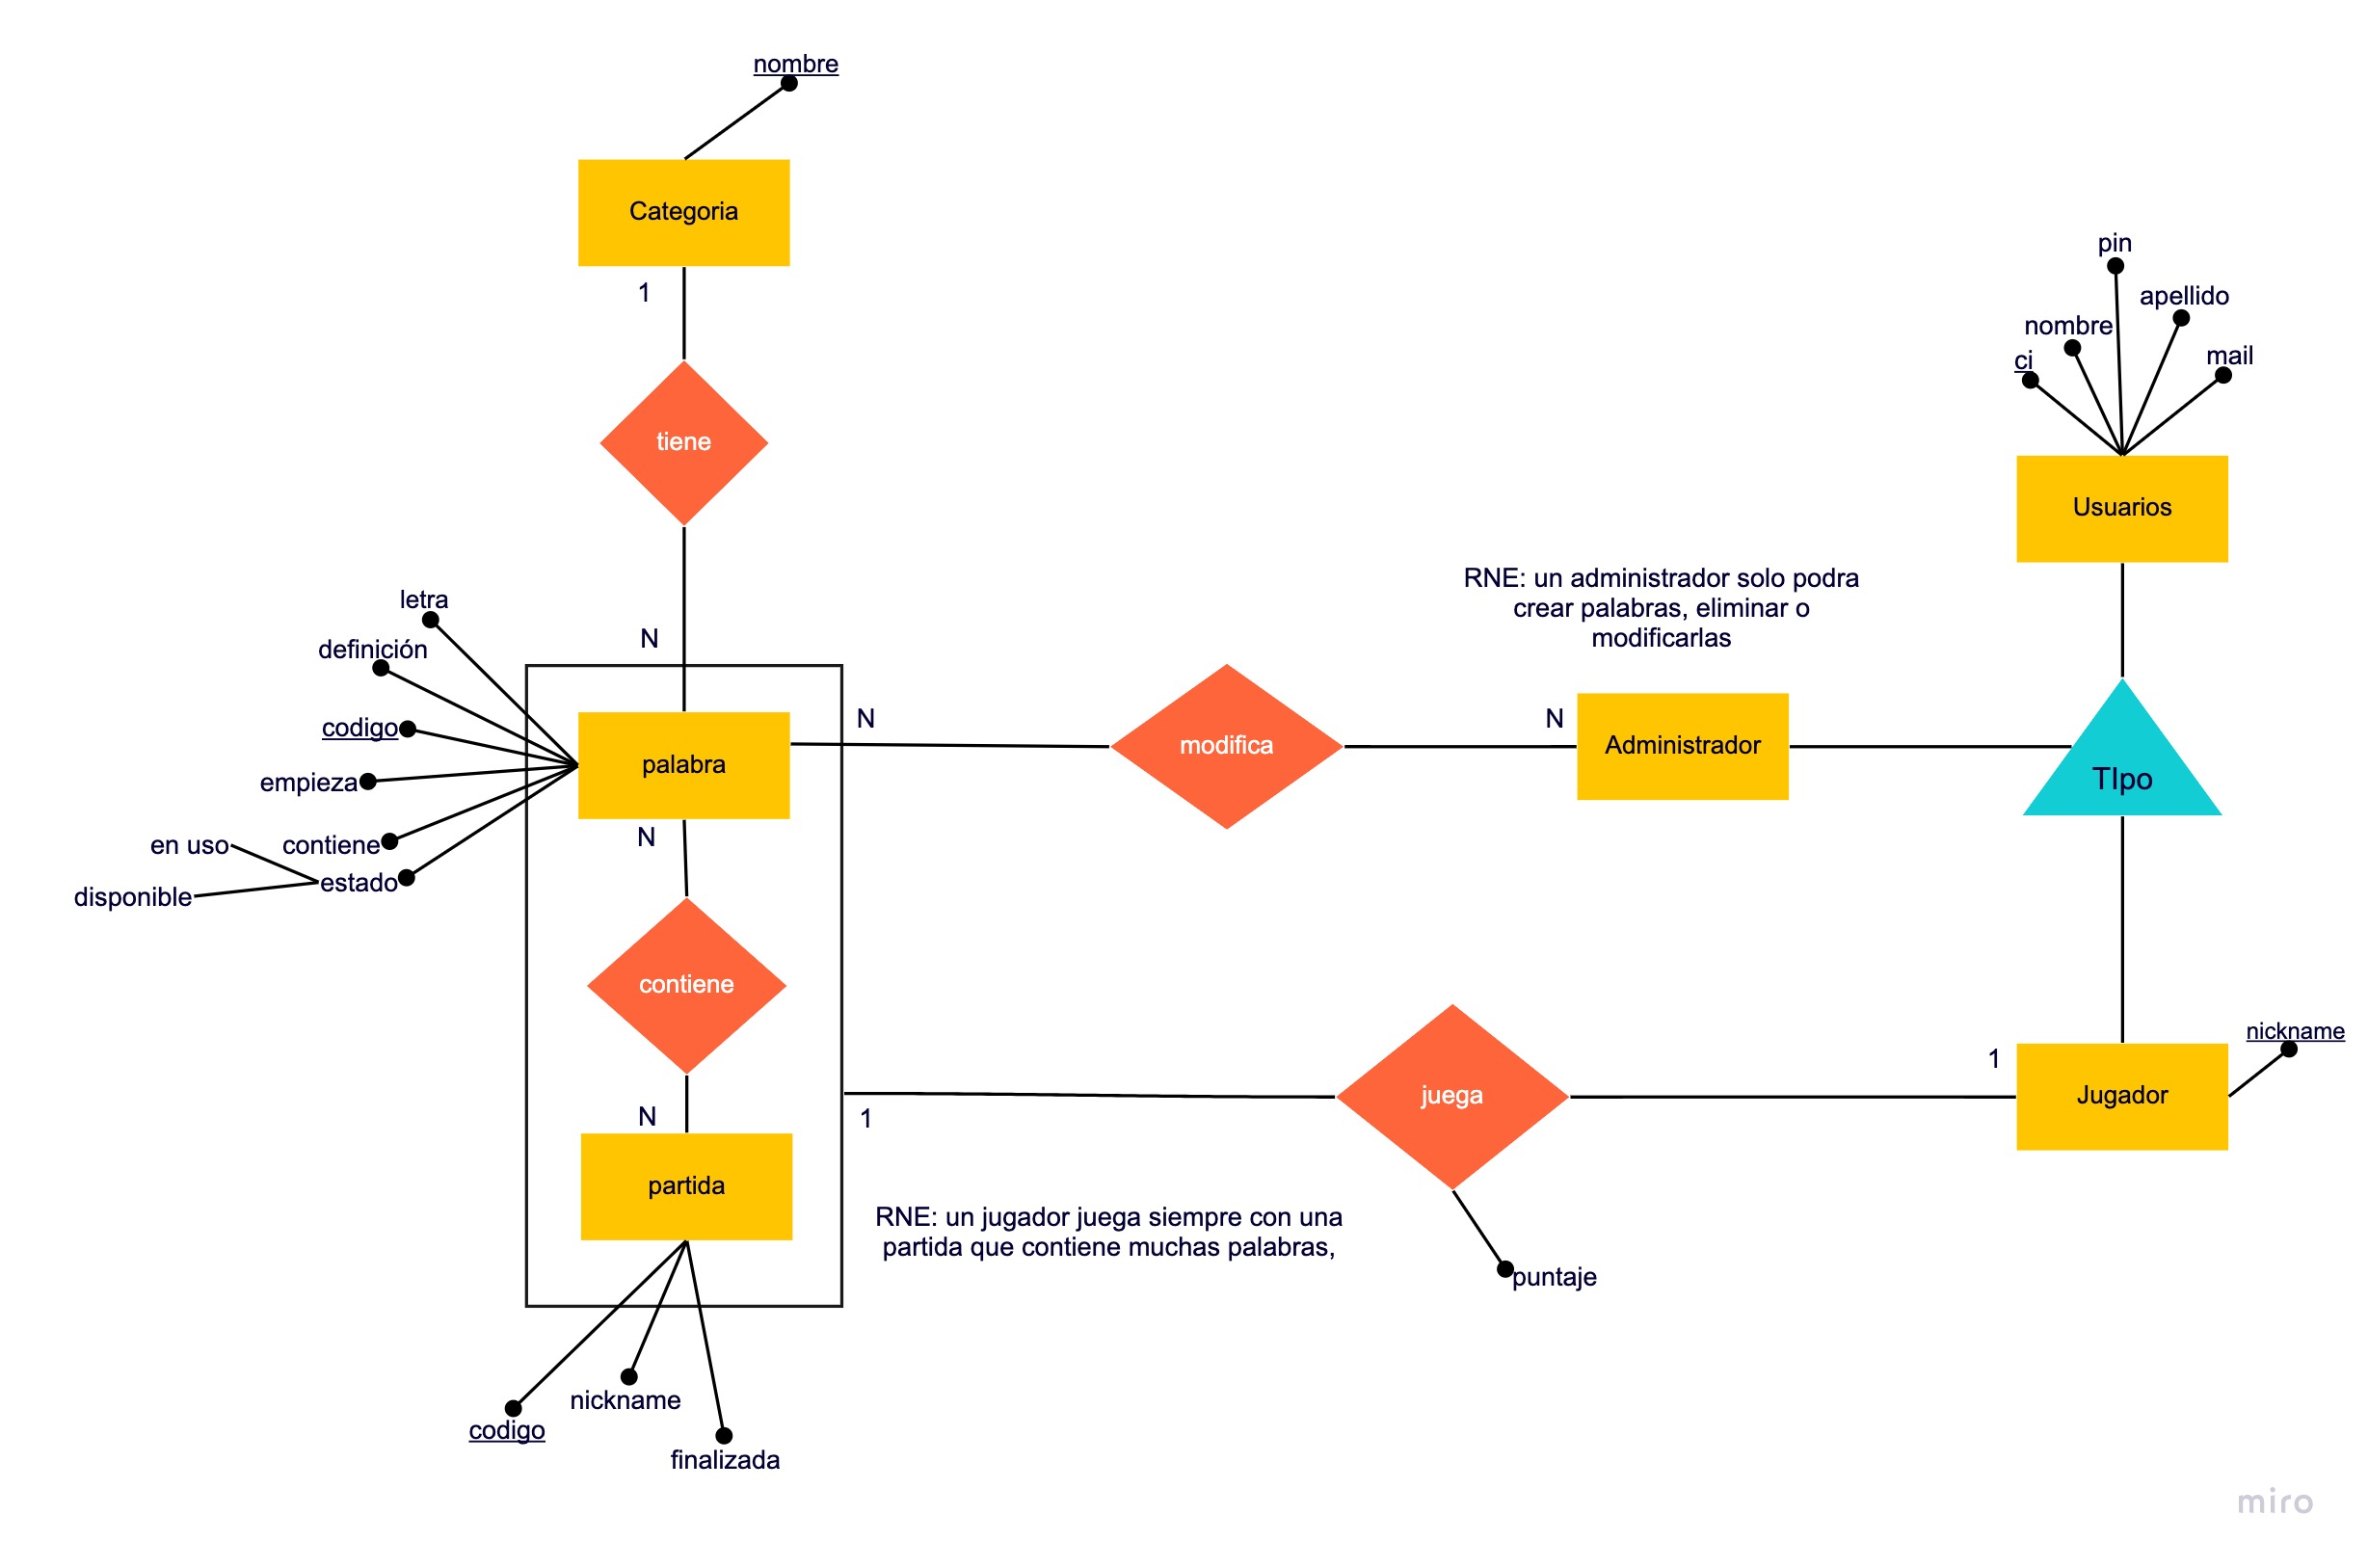 nombre
Categoria
1
tiene
N
pin
apellido
nombre
mail
ci
Usuarios
RNE: un administrador solo podra
crear palabras, eliminar o
modificarlas
letra
definición
codigo
empieza
contiene
en uso
estado
disponible
palabra
N
modifica
N
Administrador
TIpo
N
contiene
N
partida
1
juega
1
Jugador
nickname
RNE: un jugador juega siempre con una
partida que contiene muchas palabras,
puntaje
nickname
codigo
finalizada
miro